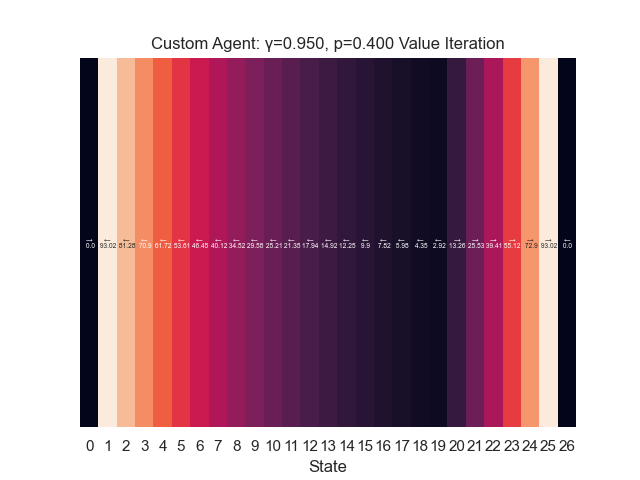 Custom Agent: γ=0.950, p=0.400 Value Iteration
← ← ← ← ← ← ← ← ← ← ← ← ← ← ← ← ← ← ← ← → → → → → → ←
0.0 93.02 81.28 70.9 61.72 53.61 46.45 40.12 34.52 29.58 25.21 21.35 17.94 14.92 12.25 9.9 7.82 5.98 4.35 2.92 13.26 25.53 39.41 55.12 72.9 93.02 0.0
0 1 2 3 4 5 6 7 8 9 10 11 12 13 14 15 16 17 18 19 20 21 22 23 24 25 26
State